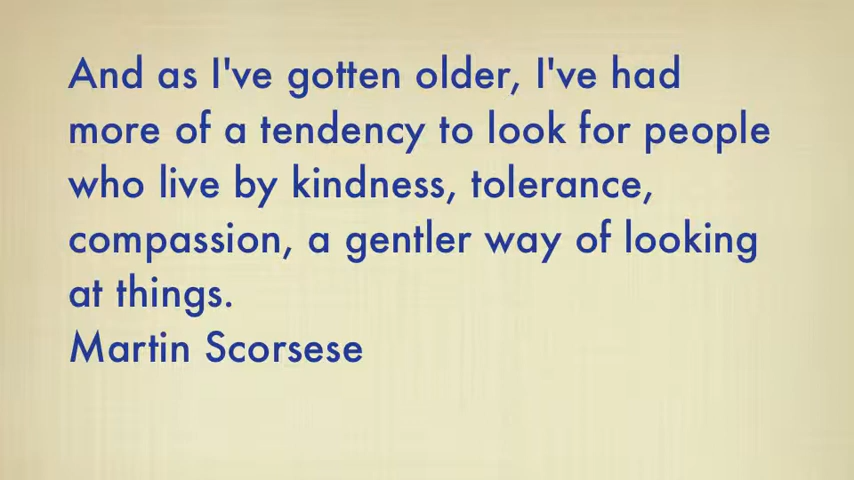 And as I've gotten older, I've had
more of a tendency to look for people
who live by kindness, tolerance,
compassion, a gentler way of looking
at things.
Martin Scorsese